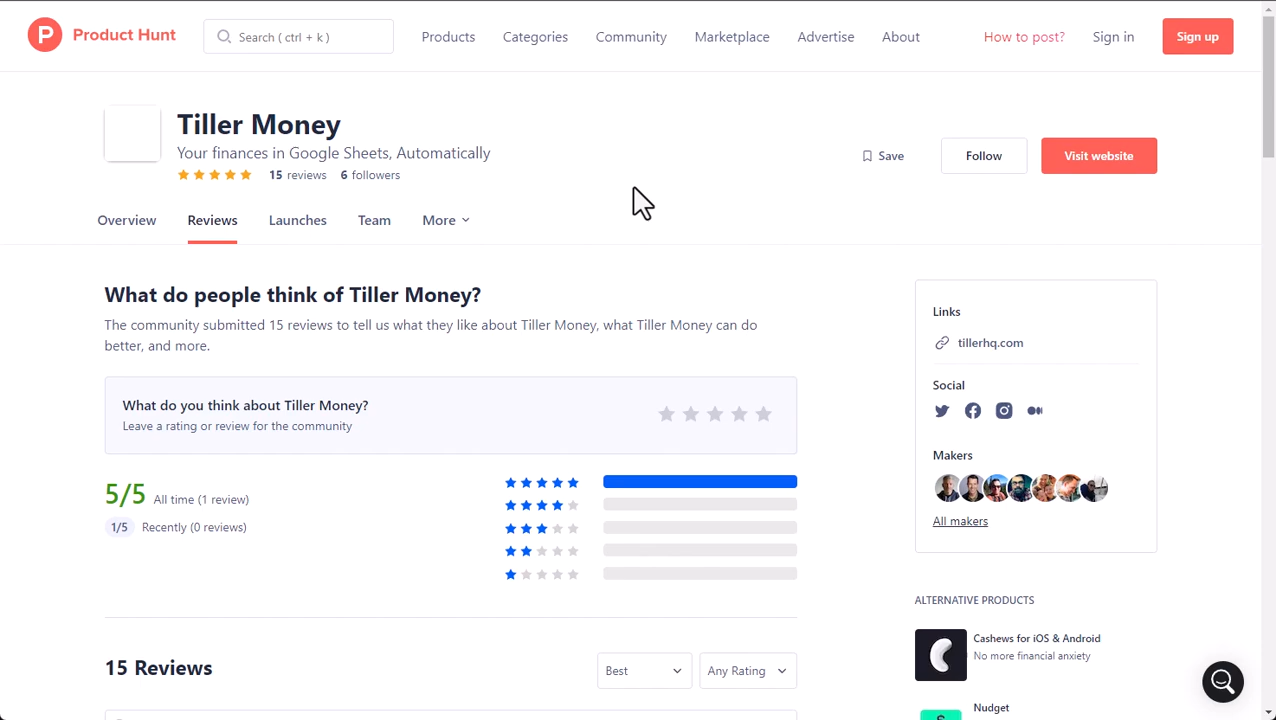 P Product Hunt
Search ( ctrl + k )
Products
Categories
Community
Marketplace
Advertise
About
How to post?
Sign in
Sign up
Tiller Money
Your finances in Google Sheets, Automatically
15 reviews 6 followers
Save
Follow
Visit website
Overview
Reviews
Launches
Team
More
What do people think of Tiller Money?
The community submitted 15 reviews to tell us what they like about Tiller Money, what Tiller Money can do
better, and more.
What do you think about Tiller Money?
Leave a rating or review for the community
5/5 All time (1 review)
1/5 Recently (0 reviews)
15 Reviews
Best
Any Rating
Links
tillerhq.com
Social
Makers
All makers
ALTERNATIVE PRODUCTS
Cashews for iOS & Android
No more financial anxiety
Nudget